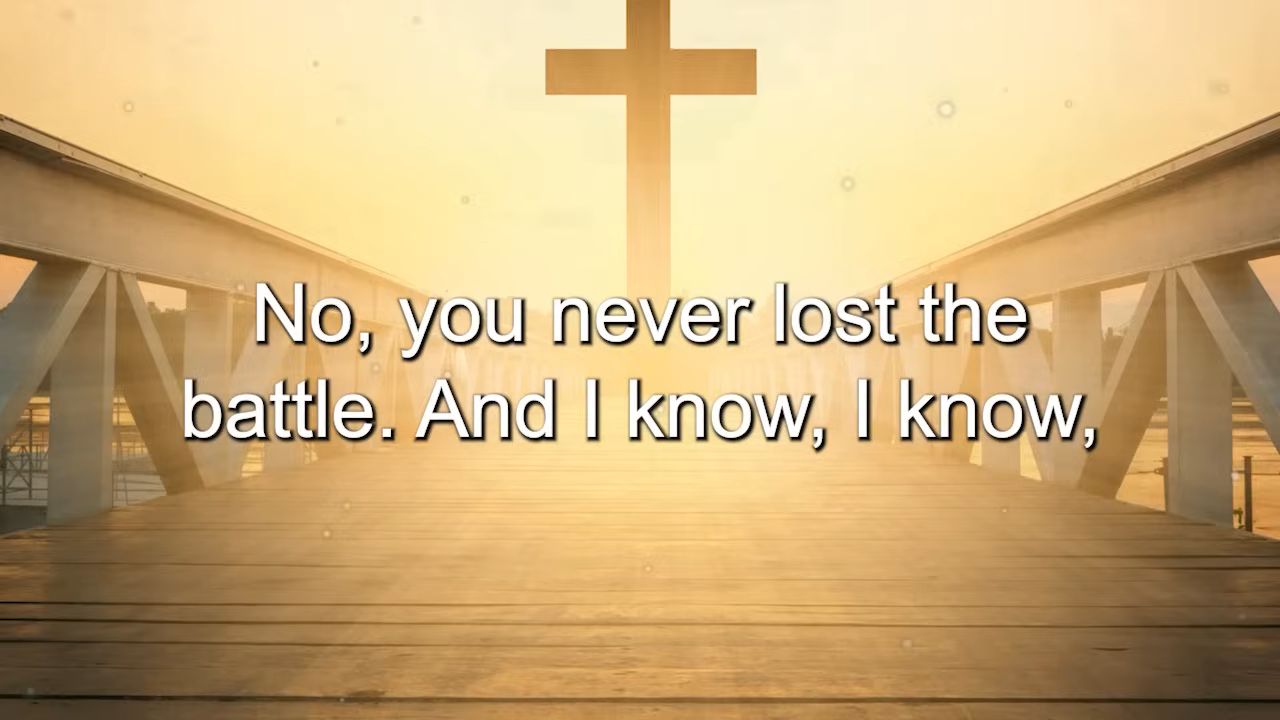 No, you never lost the
battle. And I know, I know,